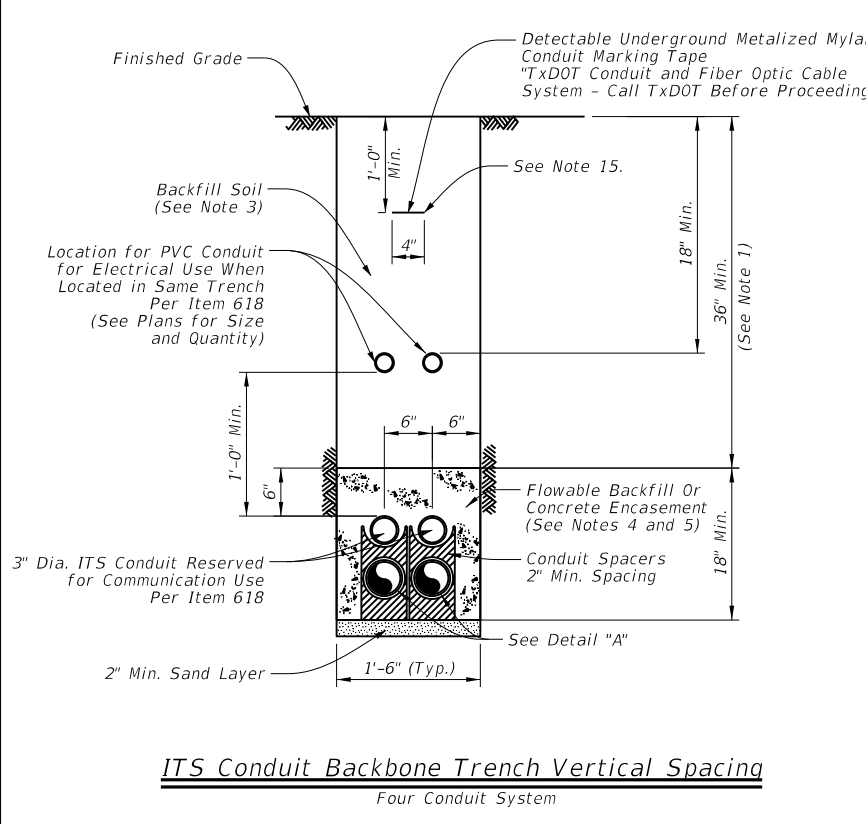 Finished Grade
Detectable Underground Metalized Myla
Conduit Marking Tape
"TxDOT Conduit and Fiber Optic Cable
System - Call TxDOT Before Proceeding
1'-0"
Min.
See Note 15.
Backfill Soil
(See Note 3)
4"
18" Min.
36" Min.
(See Note 1)
Location for PVC Conduit
for Electrical Use When
Located in Same Trench
Per Item 618
(See Plans for Size
and Quantity)
1'-0" Min.
6"
6"
6"
Flowable Backfill Or
Concrete Encasement
(See Notes 4 and 5)
18" Min.
3" Dia. ITS Conduit Reserved
for Communication Use
Per Item 618
Conduit Spacers
2" Min. Spacing
See Detail "A"
2" Min. Sand Layer
1'-6" (Typ.)
ITS Conduit Backbone Trench Vertical Spacing
Four Conduit System